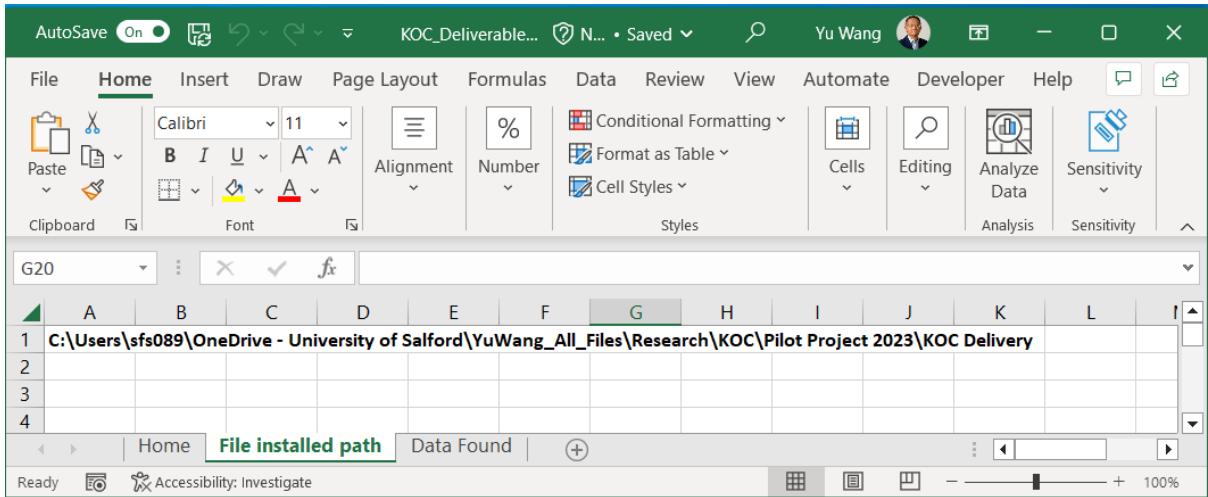 AutoSave On KOC_Deliverable... N... • Saved Yu Wang
File Home Insert Draw Page Layout Formulas Data Review View Automate Developer Help
Paste
Clipboard
Calibri 11
B I U A A
A
Font
Alignment
%
Number
Conditional Formatting
Format as Table
Cell Styles
Styles
Cells
Editing
Analyze
Data
Analysis
Sensitivity
Sensitivity
G20 fx
A B C D E F G H I J K L
1 C:\Users\sfs089\OneDrive - University of Salford\YuWang_All_Files\Research\KOC\Pilot Project 2023\KOC Delivery
2
3
4
Home File installed path Data Found
Ready Accessibility: Investigate 100%